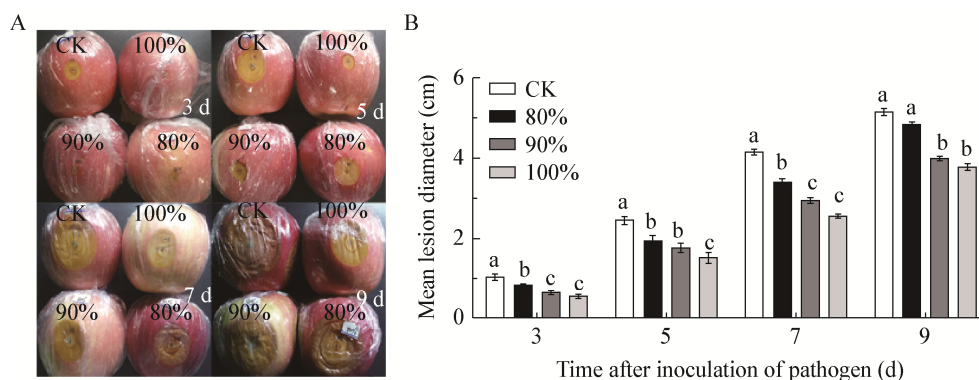 A
CK 100%
3 d
90% 80%
CK 100%
5 d
90% 80%
CK 100%
7 d
90% 80%
CK 100%
9 d
90% 80%
B
Mean lesion diameter (cm)
6
4
2
0
CK
80%
90%
100%
a b c c
a b b c
a b c c
a a b b
3 5 7 9
Time after inoculation of pathogen (d)